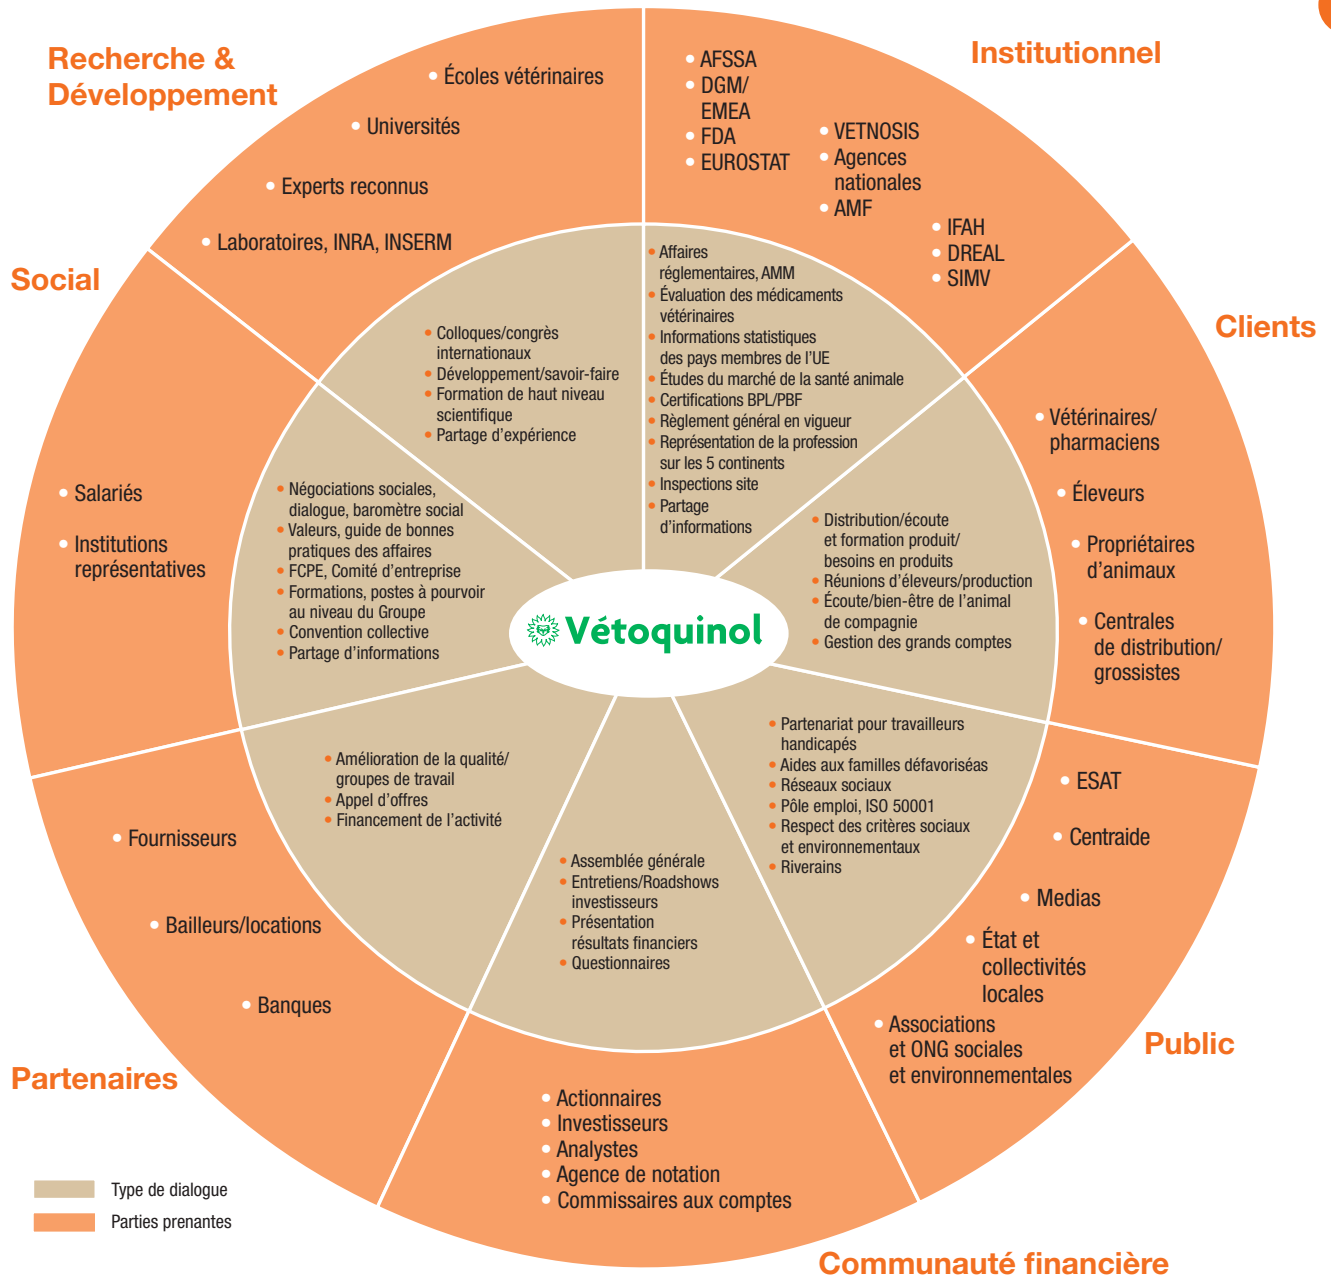 Recherche &
Développement
• Écoles vétérinaires
• Universités
• Experts reconnus
• Laboratoires, INRA, INSERM
• Colloques/congrès
internationaux
• Développement/savoir-faire
• Formation de haut niveau
scientifique
• Partage d'expérience
Institutionnel
• AFSSA
• DGM/
EMEA
• FDA
• EUROSTAT
• VETNOSIS
• Agences
nationales
• AMF
• IFAH
• DREAL
• SIMV
• Affaires
réglementaires, AMM
• Évaluation des médicaments
vétérinaires
• Informations statistiques
des pays membres de l'UE
• Études du marché de la santé animale
• Certifications BPL/PBF
• Règlement général en vigueur
• Représentation de la profession
sur les 5 continents
• Inspections site
• Partage
d'informations
Clients
• Vétérinaires/
pharmaciens
• Éleveurs
• Propriétaires
d'animaux
• Centrales
de distribution/
grossistes
• Distribution/écoute
et formation produit/
besoins en produits
• Réunions d'éleveurs/production
• Écoute/bien-être de l'animal
de compagnie
• Gestion des grands comptes
Social
• Salariés
• Institutions
représentatives
• Négociations sociales,
dialogue, baromètre social
• Valeurs, guide de bonnes
pratiques des affaires
• FCPE, Comité d'entreprise
• Formations, postes à pourvoir
au niveau du Groupe
• Convention collective
• Partage d'informations
Vétoquinol
• Partenariat pour travailleurs
handicapés
• Aides aux familles défavoriséas
• Réseaux sociaux
• Pôle emploi, ISO 50001
• Respect des critères sociaux
et environnementaux
• Riverains
• ESAT
• Centraide
• Medias
• État et
collectivités
locales
• Associations
et ONG sociales
et environnementales
Public
• Amélioration de la qualité/
groupes de travail
• Appel d'offres
• Financement de l'activité
• Fournisseurs
• Bailleurs/locations
• Banques
Partenaires
• Assemblée générale
• Entretiens/Roadshows
investisseurs
• Présentation
résultats financiers
• Questionnaires
• Actionnaires
• Investisseurs
• Analystes
• Agence de notation
• Commissaires aux comptes
Communauté financière
Type de dialogue
Parties prenantes